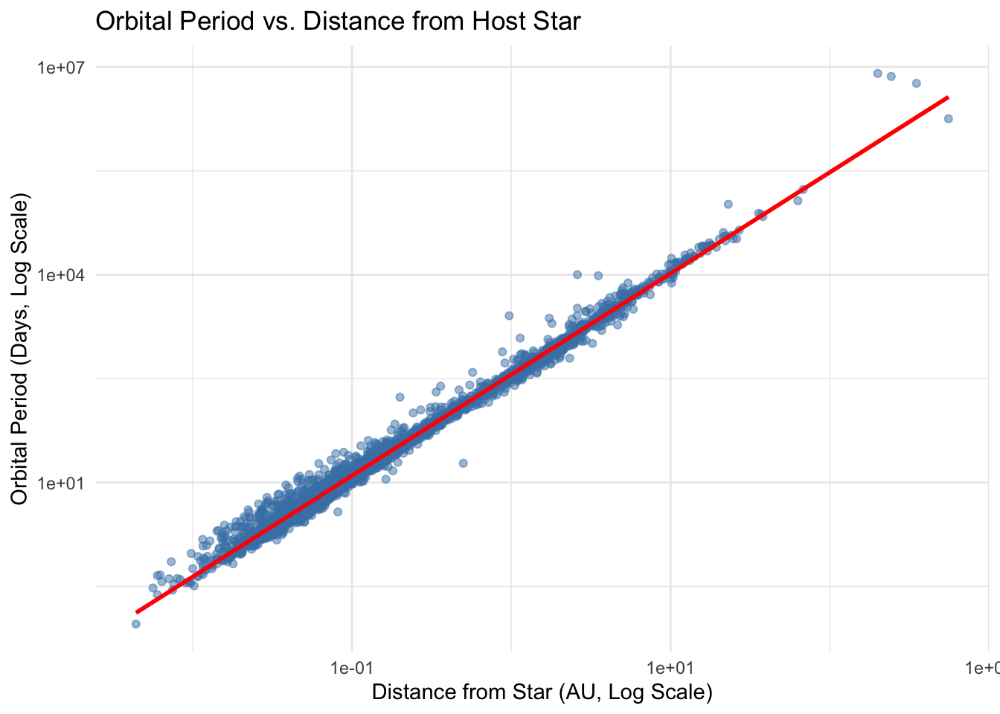 Orbital Period vs. Distance from Host Star
Orbital Period (Days, Log Scale)
1e+07
1e+04
1e+01
1e-01
1e+01
Distance from Star (AU, Log Scale)